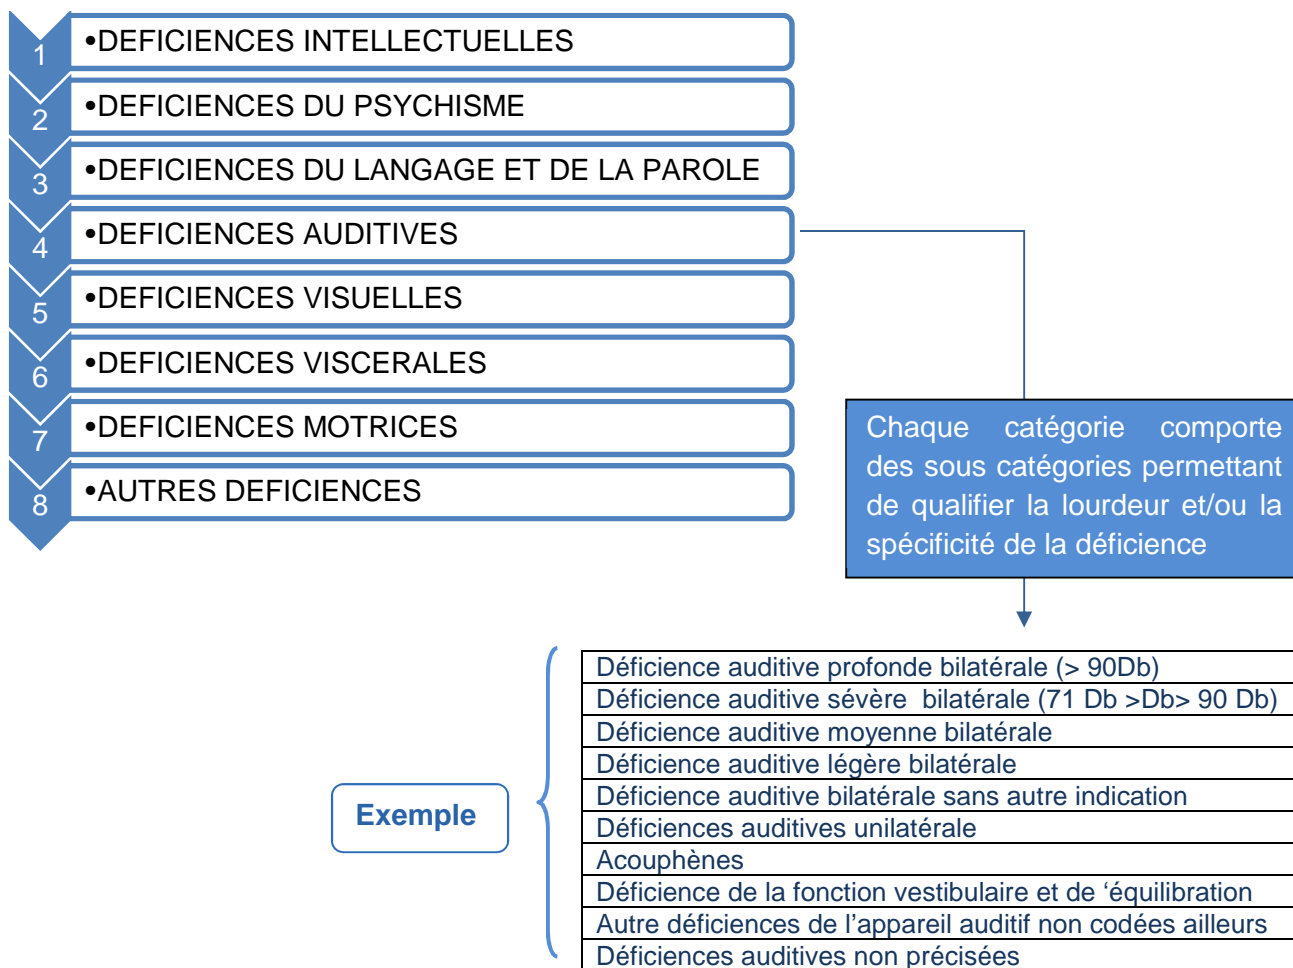 1 •DEFICIENCES INTELLECTUELLES
2 •DEFICIENCES DU PSYCHISME
3 •DEFICIENCES DU LANGAGE ET DE LA PAROLE
4 •DEFICIENCES AUDITIVES
5 •DEFICIENCES VISUELLES
6 •DEFICIENCES VISCERALES
7 •DEFICIENCES MOTRICES
8 •AUTRES DEFICIENCES
Chaque catégorie comporte
des sous catégories permettant
de qualifier la lourdeur et/ou la
spécificité de la déficience
Exemple
Déficience auditive profonde bilatérale (> 90Db)
Déficience auditive sévère bilatérale (71 Db >Db> 90 Db)
Déficience auditive moyenne bilatérale
Déficience auditive légère bilatérale
Déficience auditive bilatérale sans autre indication
Déficiences auditives unilatérale
Acouphènes
Déficience de la fonction vestibulaire et de ‘équilibration
Autre déficiences de l’appareil auditif non codées ailleurs
Déficiences auditives non précisées